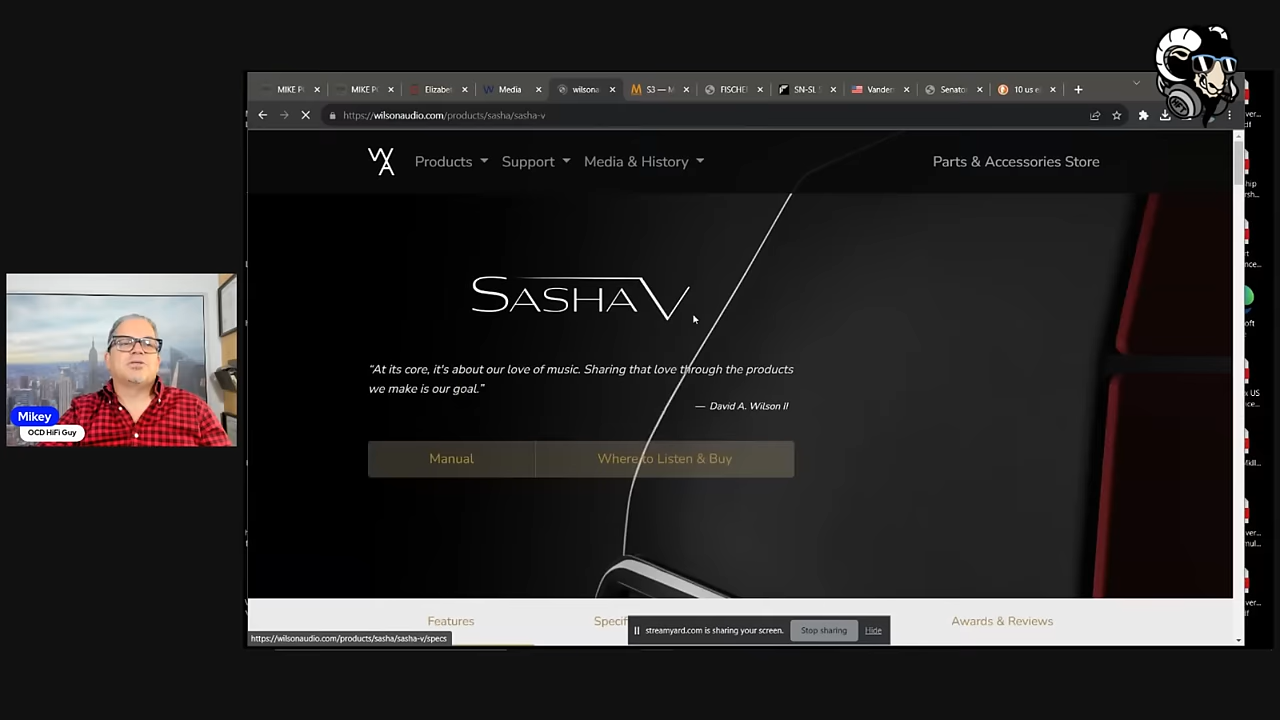 MIKE P
MIKE P
Elizabe
Media
wilsona
S3 — M
FISCHE
SN-SL
Vander
Senato
10 us e
https://wilsonaudio.com/products/sasha/sasha-v
WA
Products
Support
Media & History
Parts & Accessories Store
SASHA V
“At its core, it's about our love of music. Sharing that love through the products
we make is our goal.”
— David A. Wilson II
Manual
Where to Listen & Buy
Mikey
OCD HiFi Guy
Features
Specif
Awards & Reviews
streamyard.com is sharing your screen.
Stop sharing
Hide
https://wilsonaudio.com/products/sasha/sasha-v/specs